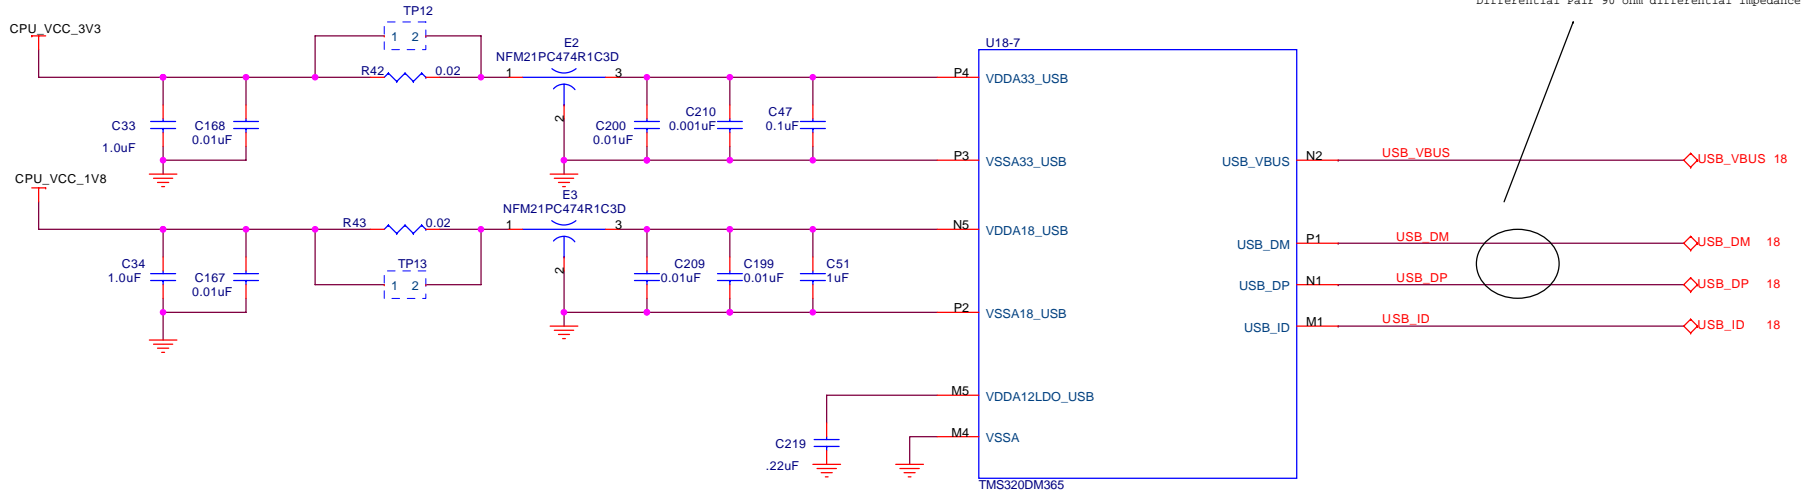 Differential Pair 90 ohm differential impedance
CPU_VCC_3V3
TP12
1 2
R42 0.02
E2
NFM21PC474R1C3D
1 3
2
C33
1.0uF
C168
0.01uF
C200
0.01uF
C210
0.001uF
C47
0.1uF
U18-7
P4 VDDA33_USB
P3 VSSA33_USB
USB_VBUS N2 USB_VBUS USB_VBUS 18
CPU_VCC_1V8
R43 0.02
TP13
1 2
E3
NFM21PC474R1C3D
1 3
2
C34
1.0uF
C167
0.01uF
C209
0.01uF
C199
0.01uF
C51
1uF
N5 VDDA18_USB
P2 VSSA18_USB
USB_DM P1 USB_DM USB_DM 18
USB_DP N1 USB_DP USB_DP 18
USB_ID M1 USB_ID USB_ID 18
M5 VDDA12LDO_USB
M4 VSSA
C219
.22uF
TMS320DM365